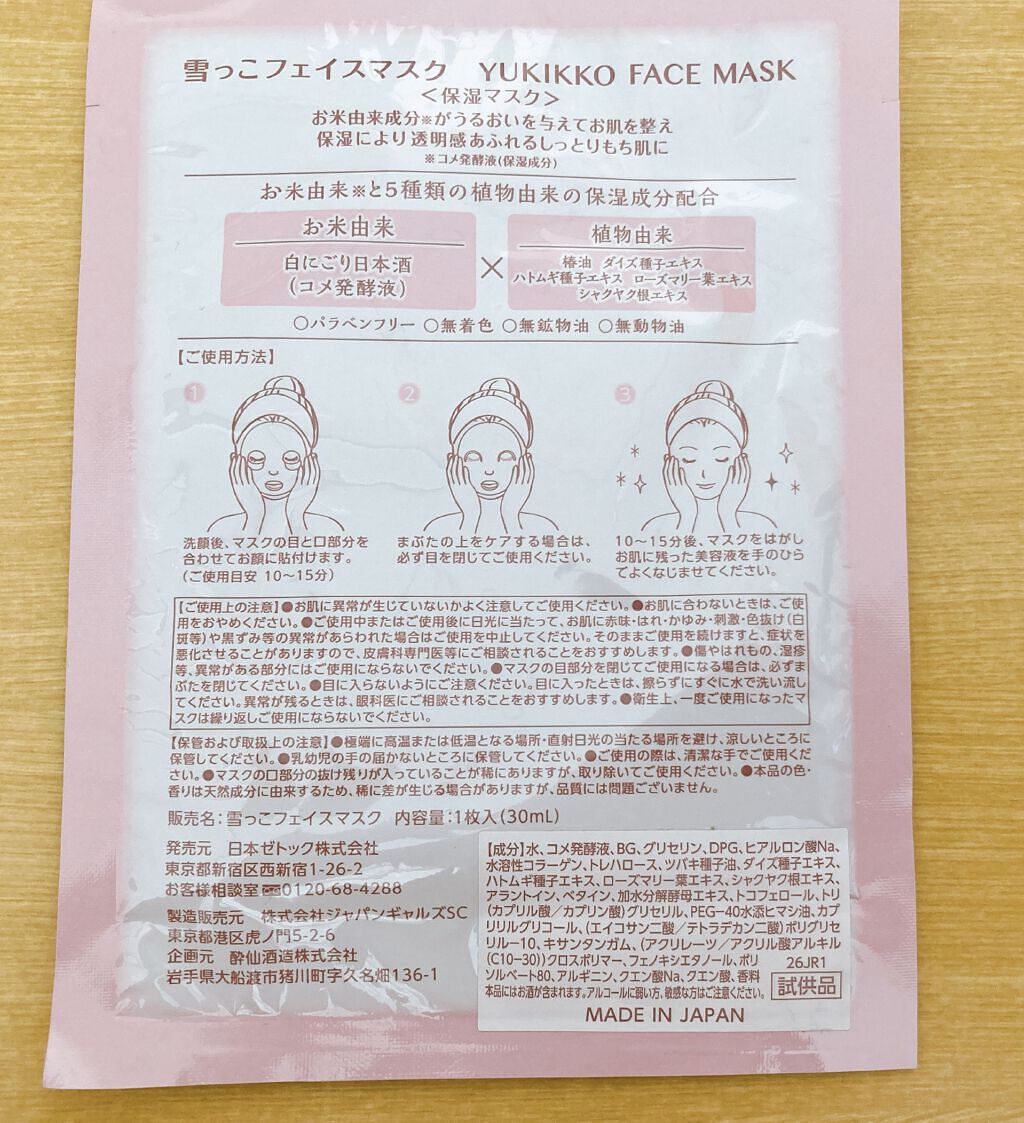 雪っこフェイスマスク YUKIKKO FACE MASK
<保湿マスク>
お米由来成分※がうるおいを与えてお肌を整え
保湿により透明感あふれるしっとりもち肌に
※コメ発酵液(保湿成分)
お米由来※と5種類の植物由来の保湿成分配合
お米由来
白にごり日本酒
(コメ発酵液)
×
植物由来
椿油 ダイズ種子エキス
ハトムギ種子エキス ローズマリー葉エキス
シャクヤク根エキス
○パラベンフリー ○無着色 ○無鉱物油 ○無動物油
【ご使用方法】
1
洗顔後、マスクの目と口部分を
合わせてお顔に貼付けます。
(ご使用目安 10〜15分)
2
まぶたの上をケアする場合は、
必ず目を閉じてご使用ください。
3
10〜15分後、マスクをはがし
お肌に残った美容液を手のひら
でよくなじませてください。
【ご使用上の注意】●お肌に異常が生じていないかよく注意してご使用ください。●お肌に合わないときは、ご使
用をおやめください。●ご使用中またはご使用後に日光に当たって、お肌に赤味・はれ・かゆみ・刺激・色抜け(白
斑等)や黒ずみ等の異常があらわれた場合はご使用を中止してください。そのままご使用を続けますと、症状を
悪化させることがありますので、皮膚科専門医等にご相談されることをおすすめします。●傷やはれもの、湿疹
等、異常がある部分にはご使用にならないでください。●マスクの目部分を閉じてご使用になる場合は、必ずま
ぶたを閉じてください。●目に入らないようにご注意ください。目に入ったときは、擦らずにすぐに水で洗い流し
てください。異常が残るときは、眼科医にご相談されることをおすすめします。●衛生上、一度ご使用になったマ
スクは繰り返しご使用にならないでください。
【保管および取扱上の注意】●極端に高温または低温となる場所・直射日光の当たる場所を避け、涼しいところに
保管してください。●乳幼児の手の届かないところに保管してください。●ご使用の際は、清潔な手でご使用くだ
さい。●マスクの口部分の抜け残りが入っていることが稀にありますが、取り除いてご使用ください。●本品の色・
香りは天然成分に由来するため、稀に差が生じる場合がありますが、品質には問題ございません。
販売名:雪っこフェイスマスク 内容量:1枚入(30mL)
発売元 日本ゼトック株式会社
東京都新宿区西新宿1-26-2
お客様相談室 0120-68-4288
製造販売元 株式会社ジャパンギャルズSC
東京都港区虎ノ門5-2-6
企画元 酔仙酒造株式会社
岩手県大船渡市猪川町字久名畑136-1
【成分】水、コメ発酵液、BG、グリセリン、DPG、ヒアルロン酸Na、
水溶性コラーゲン、トレハロース、ツバキ種子油、ダイズ種子エキス、
ハトムギ種子エキス、ローズマリー葉エキス、シャクヤク根エキス、
アラントイン、ベタイン、加水分解酵母エキス、トコフェロール、トリ
(カプリル酸/カプリン酸)グリセリル、PEG-40水添ヒマシ油、カプ
リリルグリコール、(エイコサン二酸/テトラデカン二酸)ポリグリセ
リル-10、キサンタンガム、(アクリレーツ/アクリル酸アルキル
(C10-30))クロスポリマー、フェノキシエタノール、ポリ
ソルベート80、アルギニン、クエン酸Na、クエン酸、香料
本品にはお酒が含まれます。アルコールに弱い方、敏感な方はご注意ください。
26JR1
試供品
MADE IN JAPAN